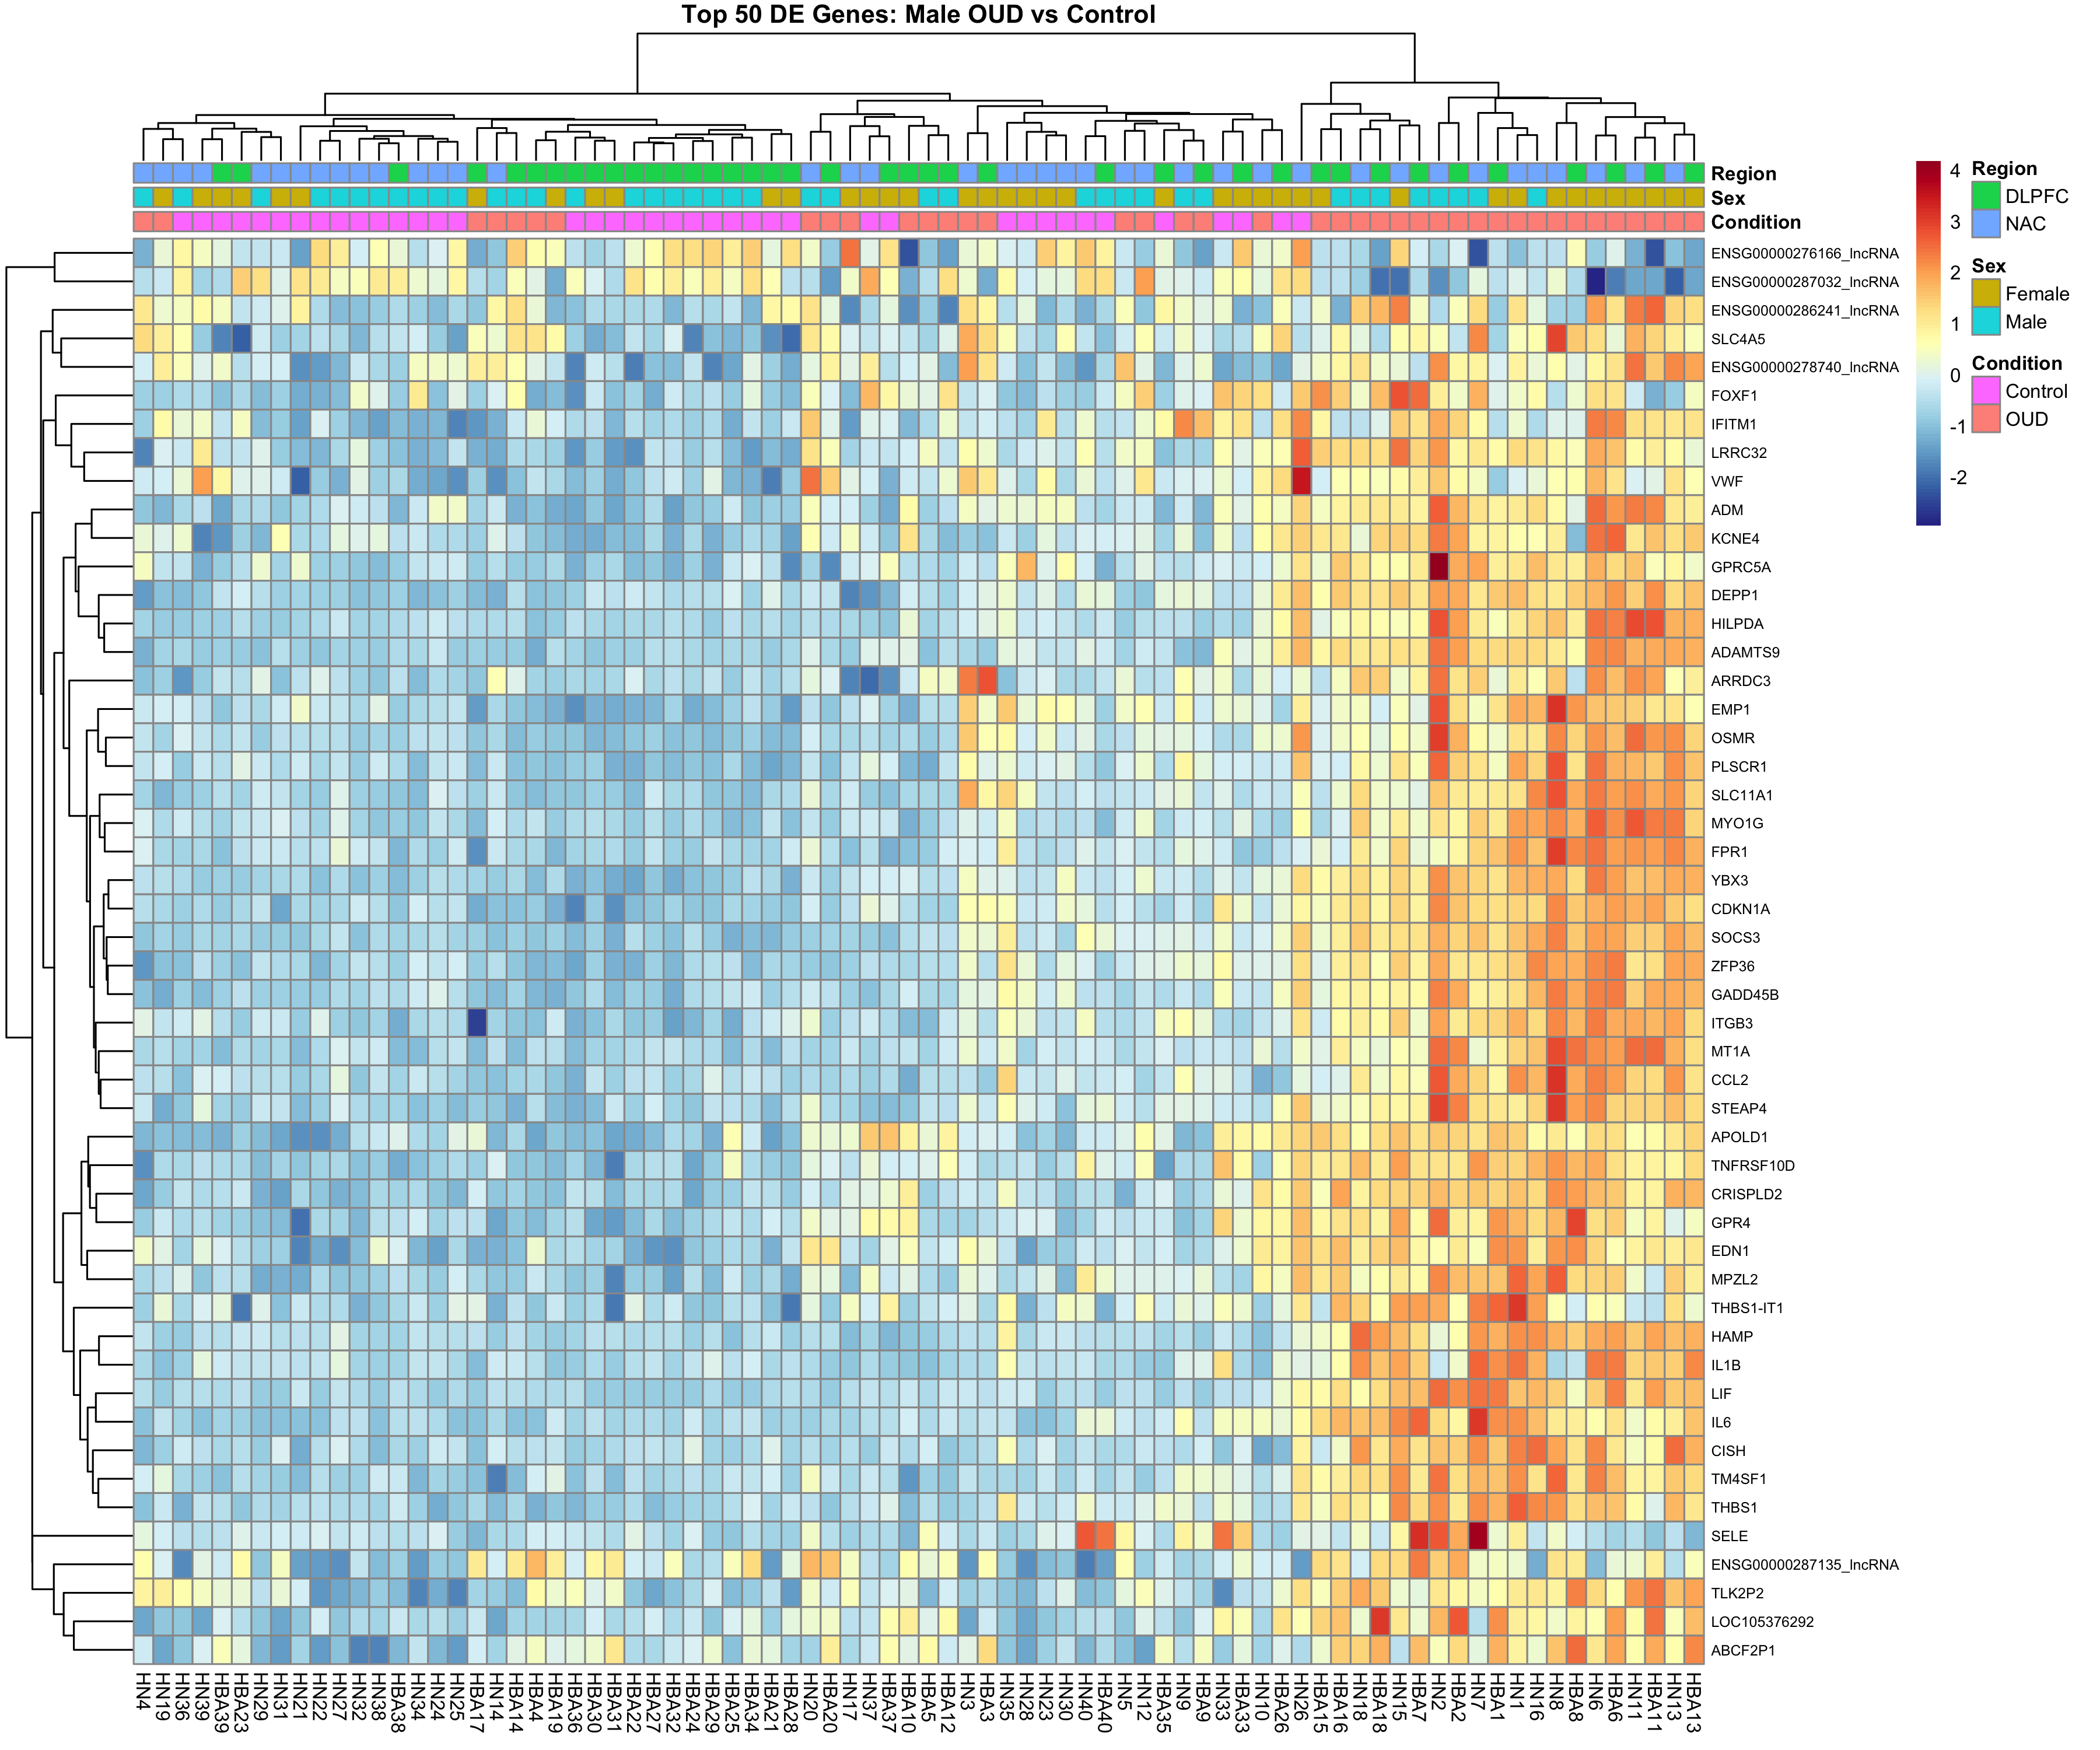 Top 50 DE Genes: Male OUD vs Control
Region
Sex
Condition
4
3
2
1
0
-1
-2
Region
DLPFC
NAC
Sex
Female
Male
Condition
Control
OUD
ENSG00000276166_lncRNA
ENSG00000287032_lncRNA
ENSG00000286241_lncRNA
SLC4A5
ENSG00000278740_lncRNA
FOXF1
IFITM1
LRRC32
VWF
ADM
KCNE4
GPRC5A
DEPP1
HILPDA
ADAMTS9
ARRDC3
EMP1
OSMR
PLSCR1
SLC11A1
MYO1G
FPR1
YBX3
CDKN1A
SOCS3
ZFP36
GADD45B
ITGB3
MT1A
CCL2
STEAP4
APOLD1
TNFRSF10D
CRISPLD2
GPR4
EDN1
MPZL2
THBS1-IT1
HAMP
IL1B
LIF
IL6
CISH
TM4SF1
THBS1
SELE
ENSG00000287135_lncRNA
TLK2P2
LOC105376292
ABCF2P1
HN4
HN19
HN36
HN39
HBA39
HBA23
HN29
HN31
HN21
HN22
HN27
HN32
HN38
HBA38
HN34
HN24
HN25
HBA17
HN14
HBA14
HBA4
HBA19
HBA36
HBA30
HBA31
HBA22
HBA27
HBA32
HBA24
HBA29
HBA25
HBA34
HBA21
HBA28
HN20
HBA20
HN17
HN37
HBA37
HBA10
HBA5
HBA12
HN3
HBA3
HN35
HN28
HN23
HN30
HN40
HBA40
HN5
HN12
HBA35
HN9
HBA9
HN33
HBA33
HN10
HBA26
HN26
HBA15
HBA16
HN18
HBA18
HN15
HBA7
HN2
HBA2
HN7
HBA1
HN1
HN16
HN8
HBA8
HN6
HBA6
HN11
HBA11
HN13
HBA13